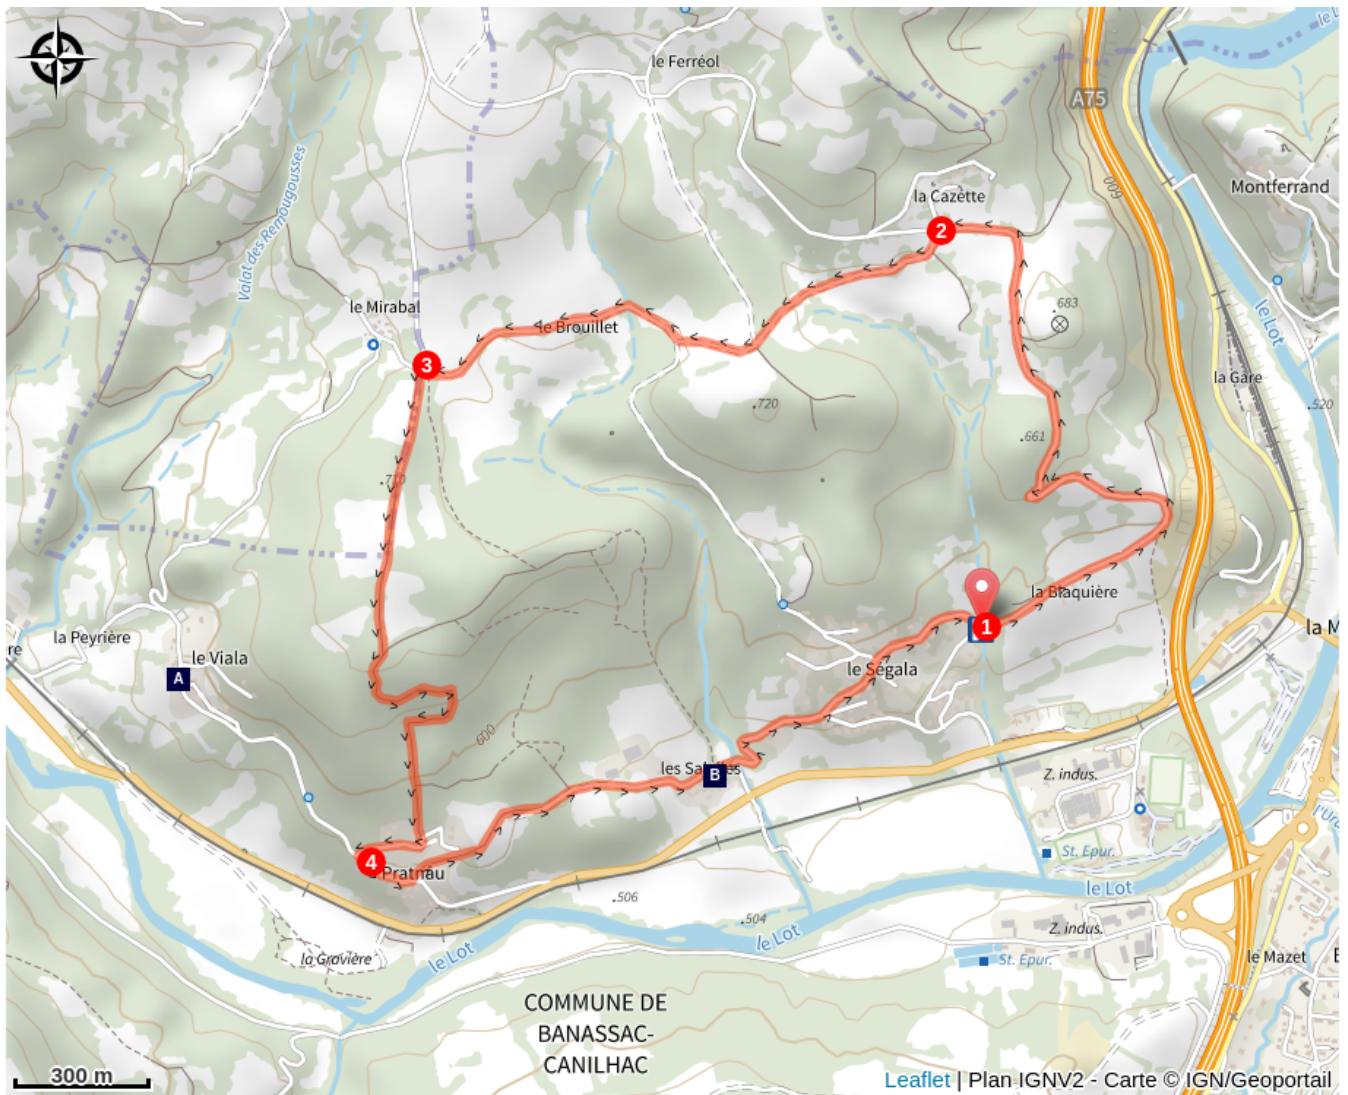 le Ferréol
A75
Montferrand
la Cazette
600
2
Valat des Remougousses
683
le Mirabal
le Lot
le Brouillet
3
la Gare
.720
.520
.661
la Blaquière
1
la Peyrière
le Viala
A
le Ségala
la M
re
600
les Salelles
B
Z. indus.
St. Epur.
4
Pratnau
le Lot
.506
.504
Z. indus.
le Lot
la Gravière
le Lot
St. Epur.
le Mazet
COMMUNE DE
BANASSAC-
CANILHAC
300 m
Leaflet | Plan IGNV2 - Carte © IGN/Geoportail